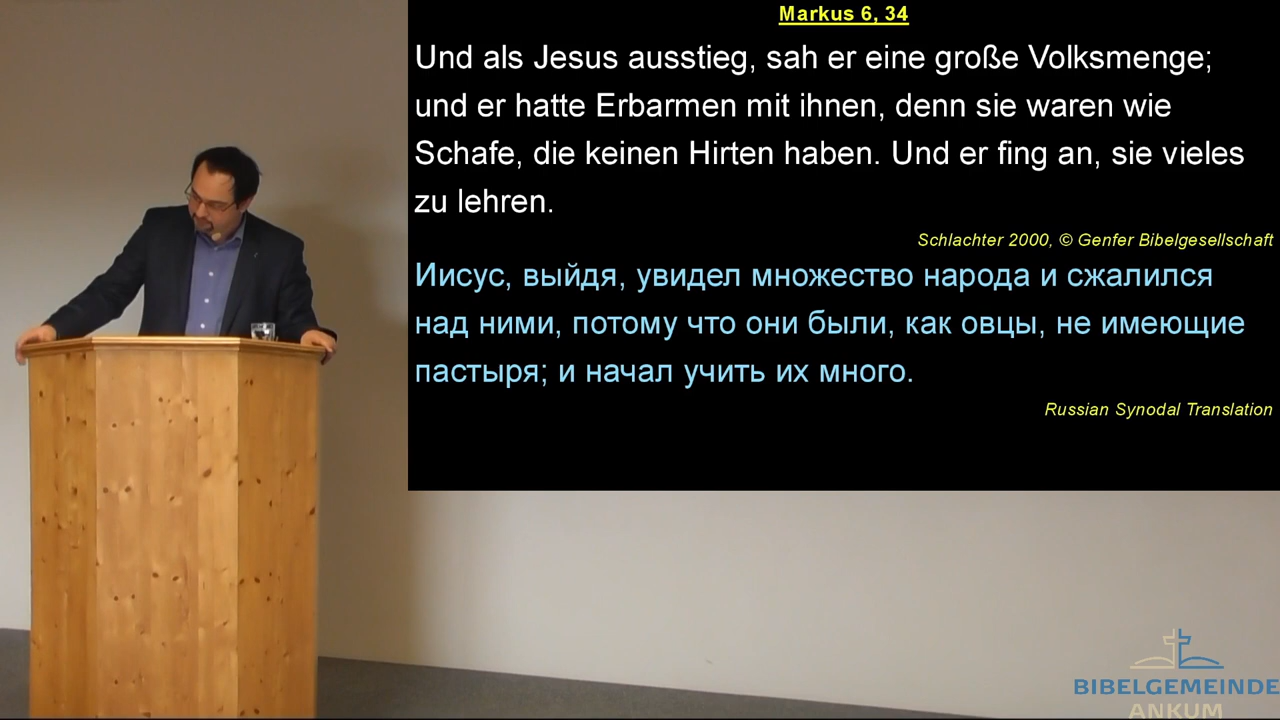 Markus 6, 34
Und als Jesus ausstieg, sah er eine große Volksmenge;
und er hatte Erbarmen mit ihnen, denn sie waren wie
Schafe, die keinen Hirten haben. Und er fing an, sie vieles
zu lehren.
Schlachter 2000, © Genfer Bibelgesellschaft
Иисус, выйдя, увидел множество народа и сжалился
над ними, потому что они были, как овцы, не имеющие
пастыря; и начал учить их много.
Russian Synodal Translation
BIBELGEMEINDE
ANKUM